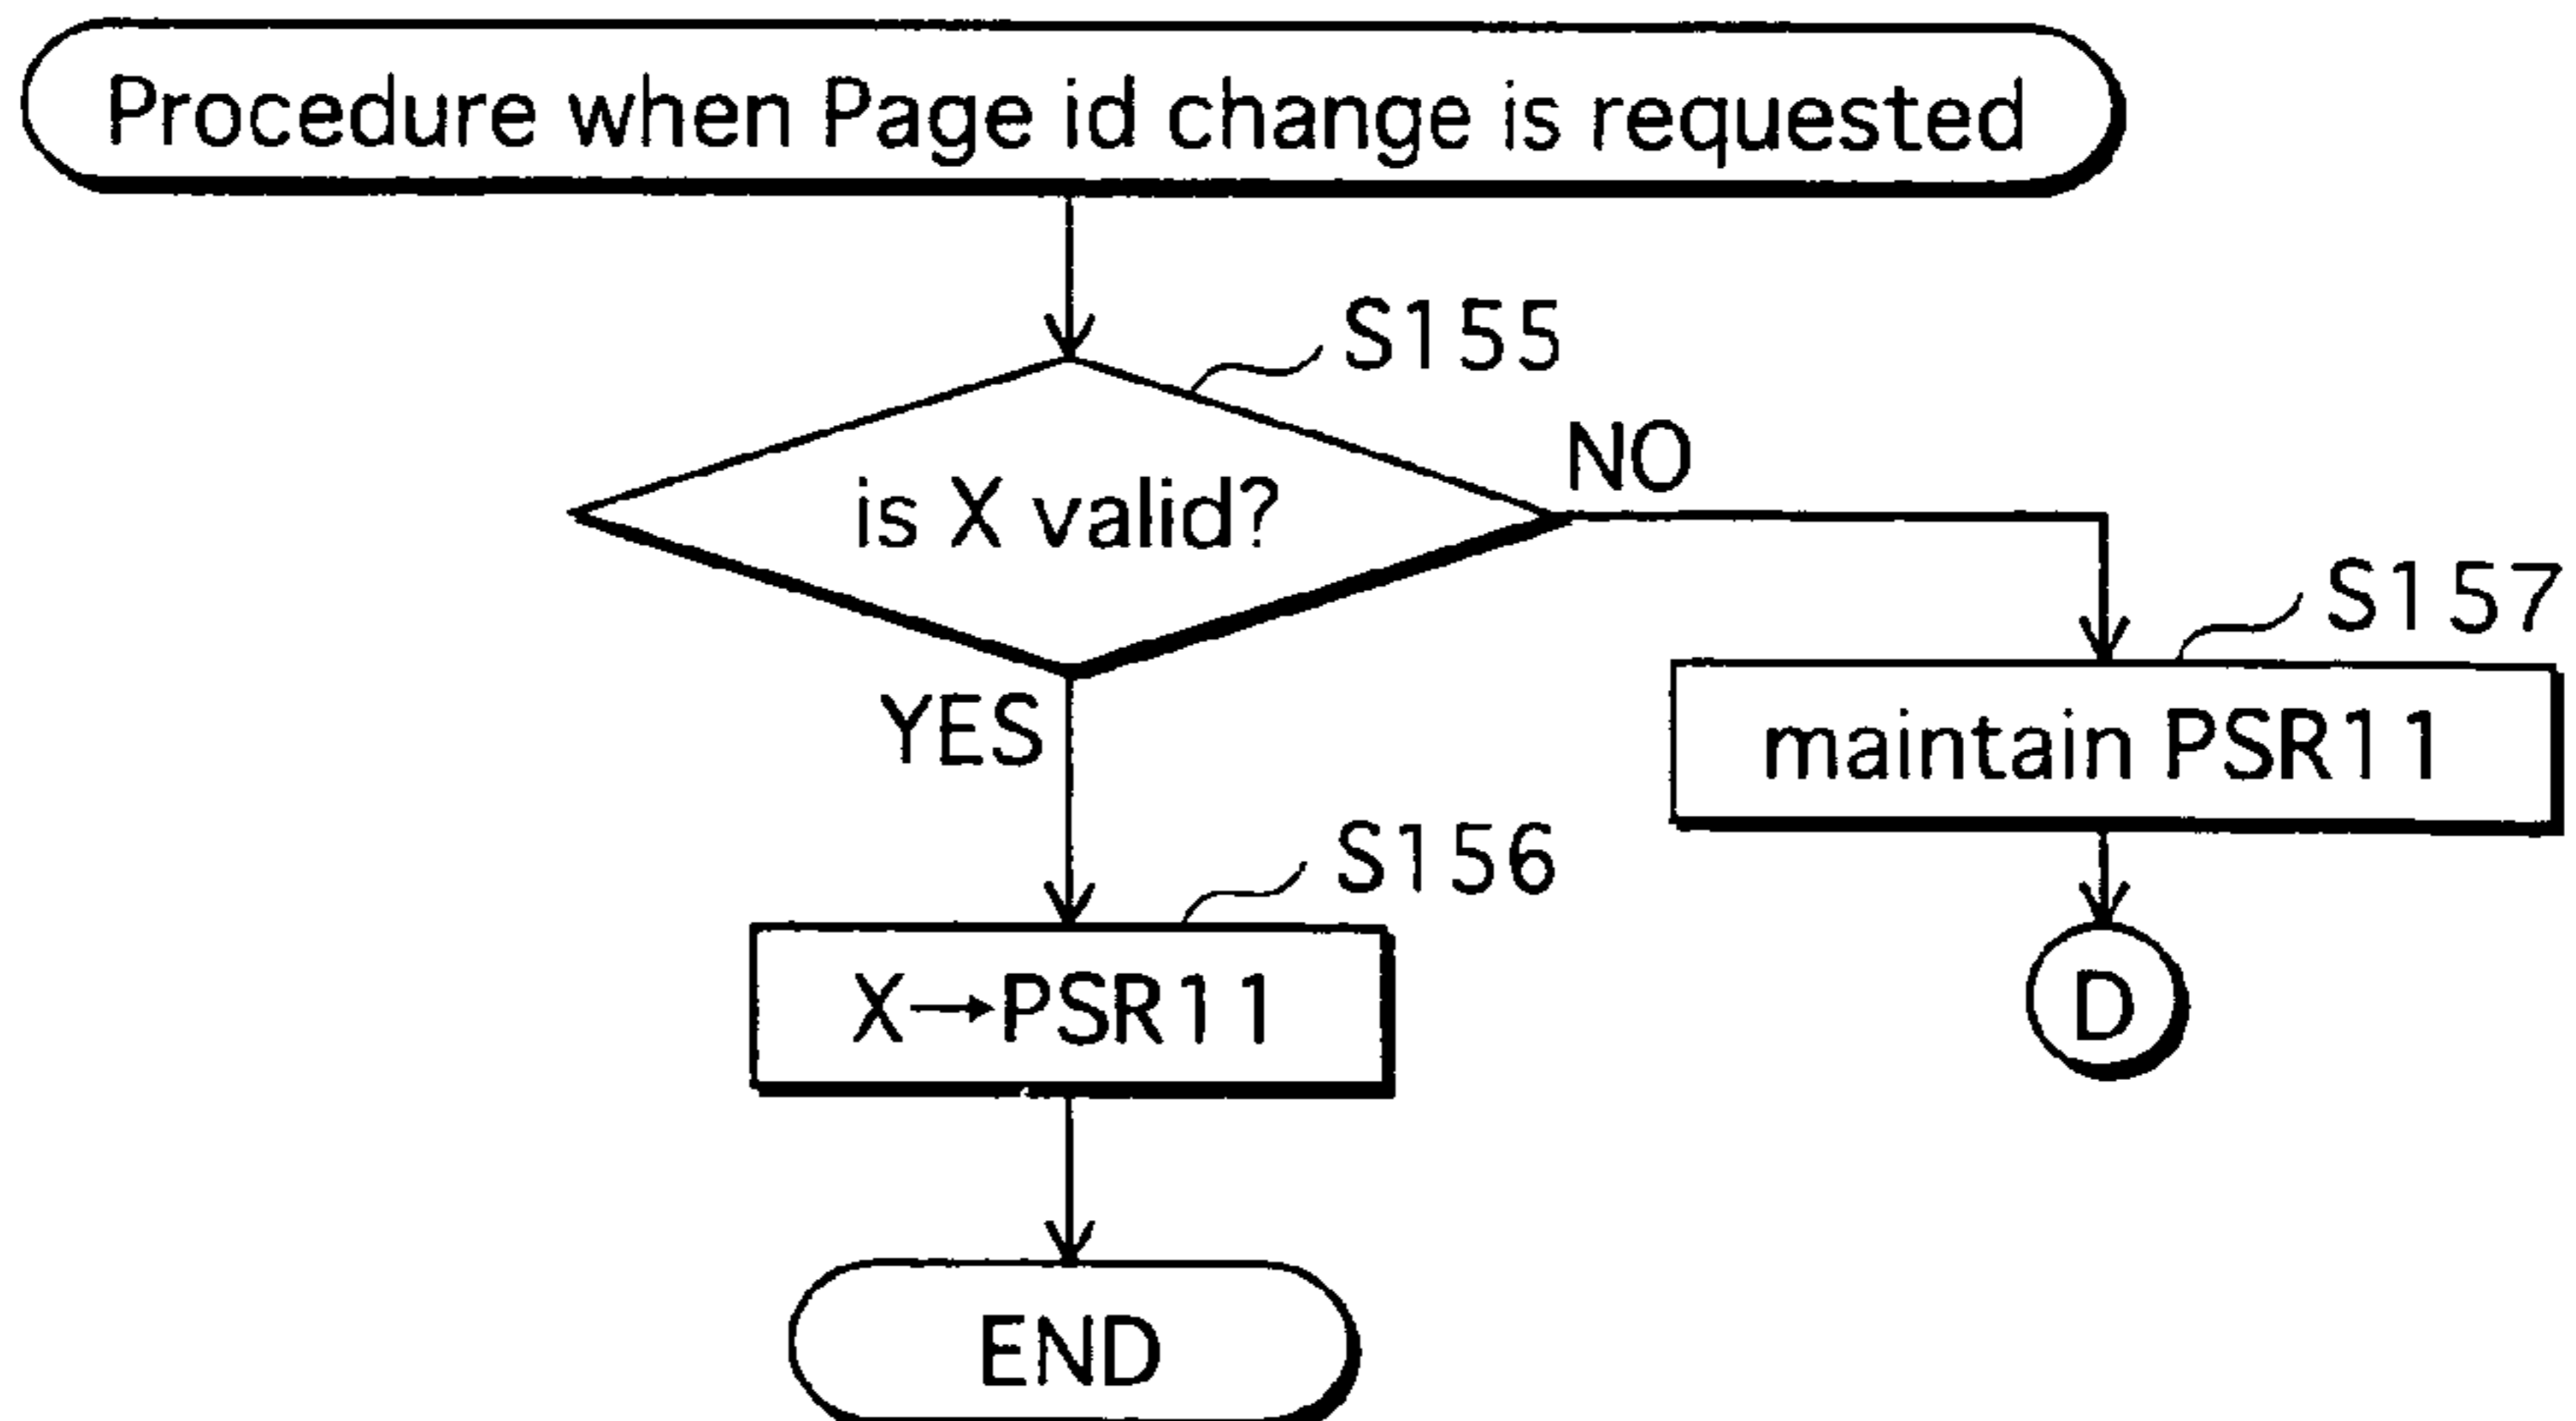 Procedure when Page id change is requested
S155
is X valid?
NO
YES
S157
maintain PSR11
S156
X→PSR11
D
END